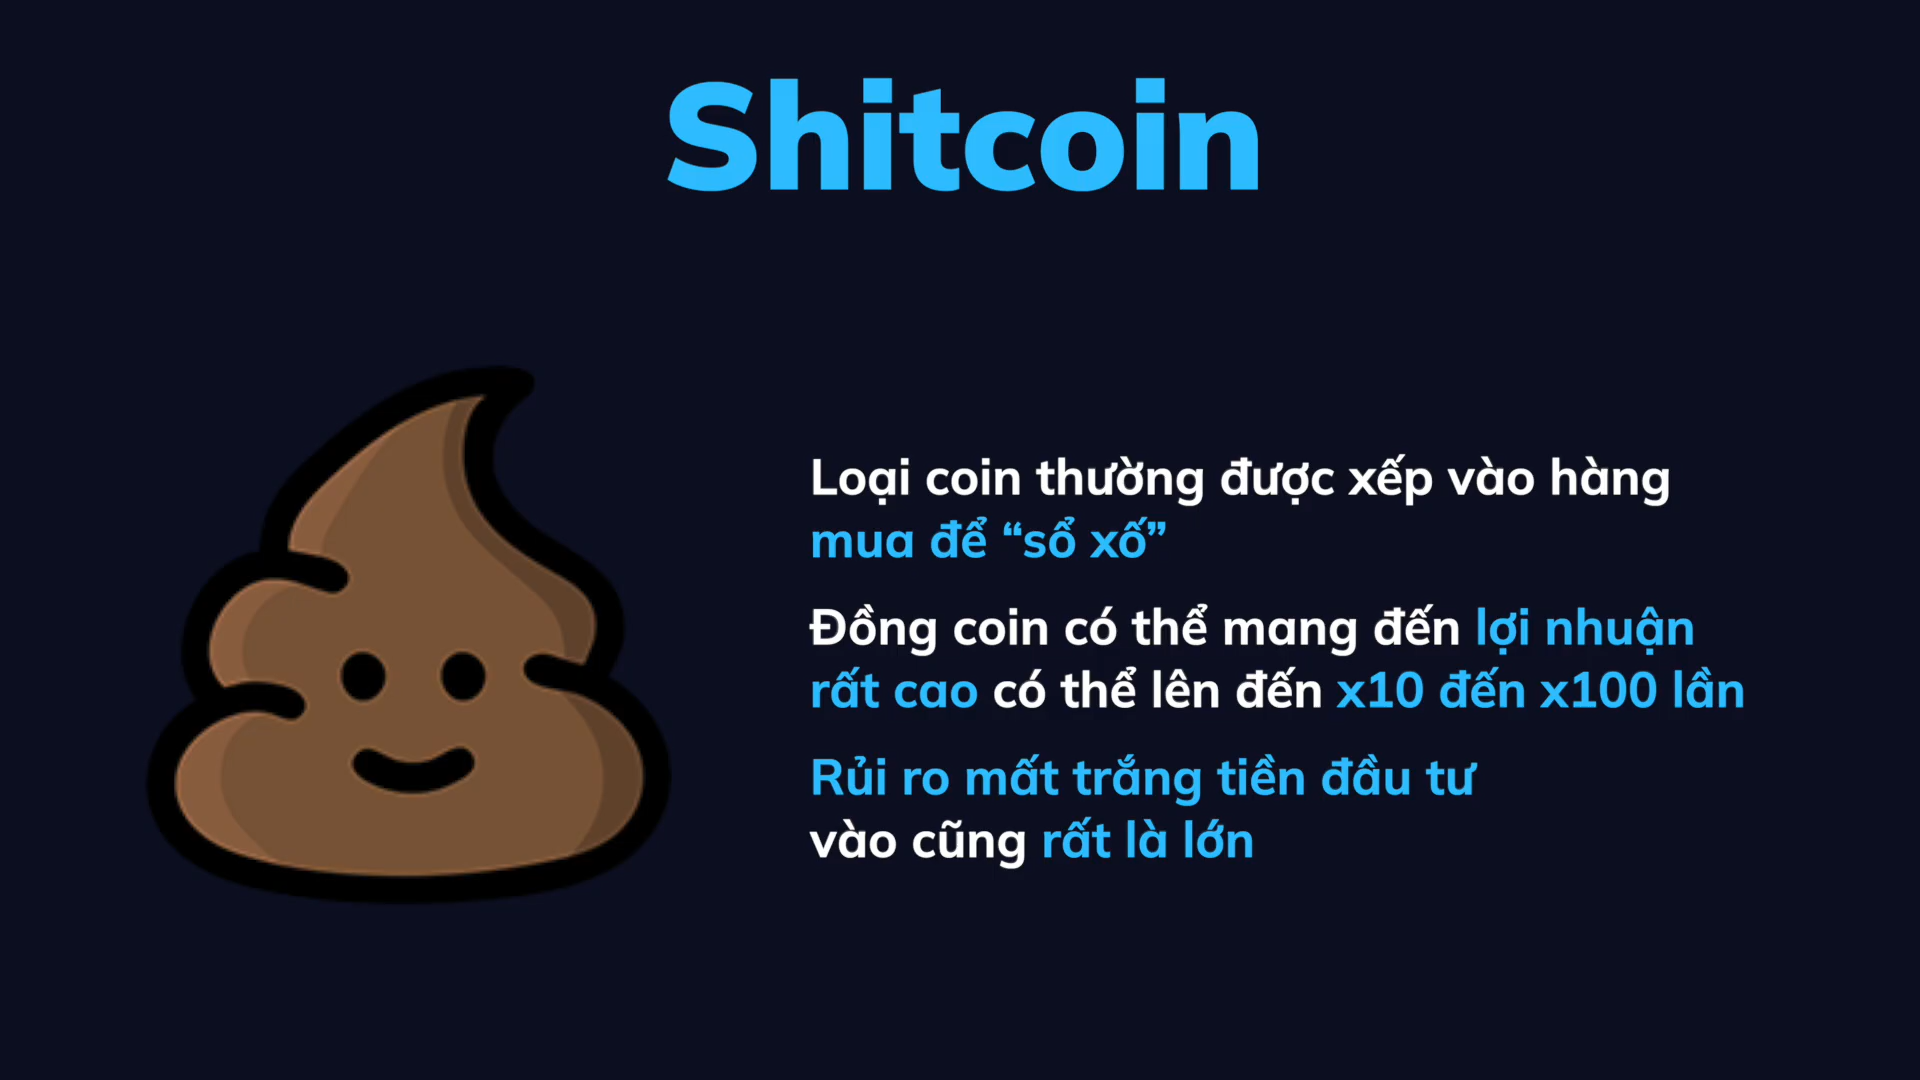 Shitcoin
Loại coin thường được xếp vào hàng
mua để “sổ xố”
Đồng coin có thể mang đến lợi nhuận
rất cao có thể lên đến x10 đến x100 lần
Rủi ro mất trắng tiền đầu tư
vào cũng rất là lớn